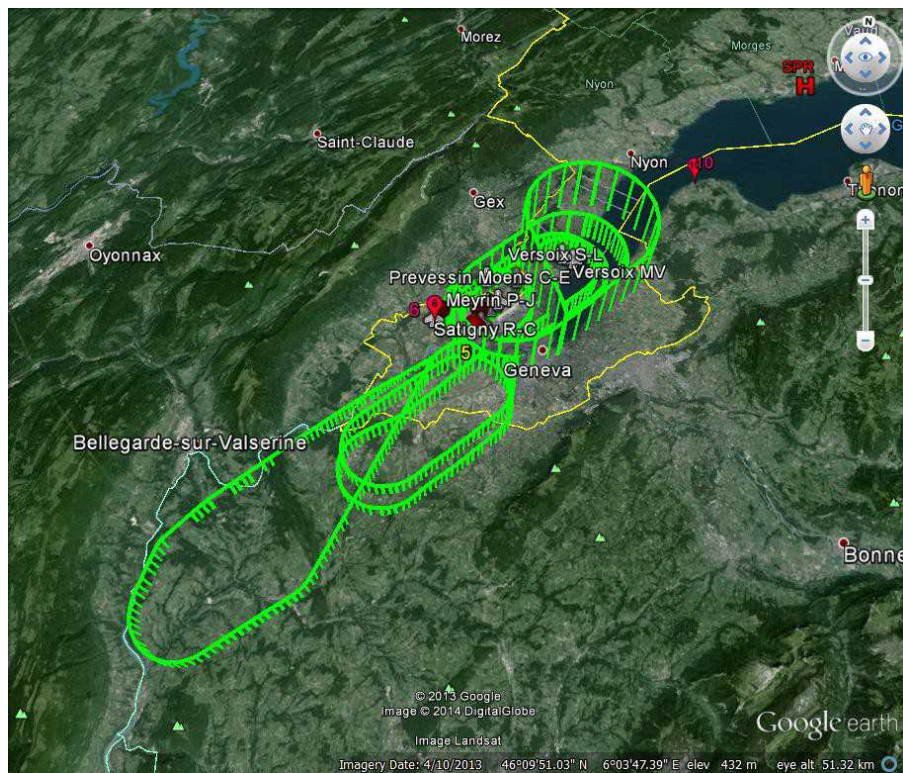 N
Vaud
Morez
Morges
SPR
H
Nyon
Saint-Claude
Nyon
10
Gex
Oyonnax
Versoix S-L
Prevessin Moens C-E
Versoix MV
6
Meyrin P-J
Satigny R-C
5
Geneva
Bellegarde-sur-Valserine
Bonne
© 2013 Google
Image © 2014 DigitalGlobe
Image Landsat
Google earth
Imagery Date: 4/10/2013 46°09'51.03" N 6°03'47.39" E elev 432 m eye alt 51.32 km